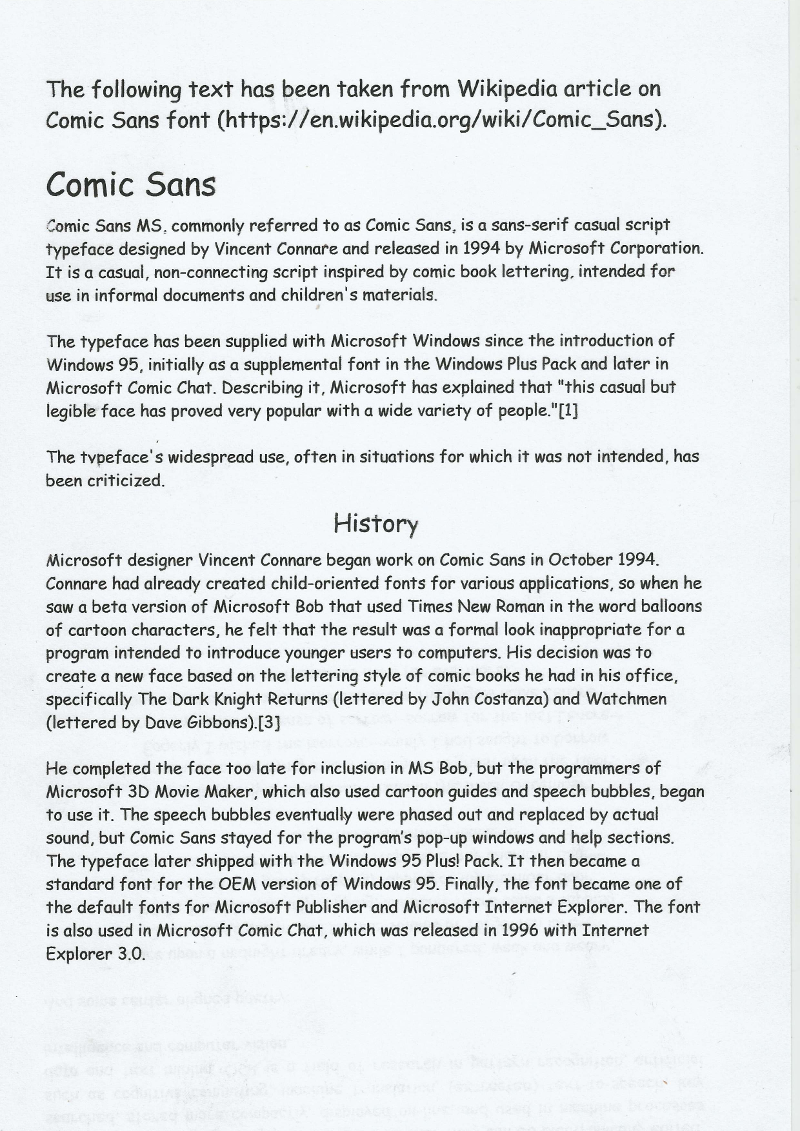 The following text has been taken from Wikipedia article on
Comic Sans font (https://en.wikipedia.org/wiki/Comic_Sans).
Comic Sans
Comic Sans MS, commonly referred to as Comic Sans, is a sans-serif casual script
typeface designed by Vincent Connare and released in 1994 by Microsoft Corporation.
It is a casual, non-connecting script inspired by comic book lettering, intended for
use in informal documents and children's materials.
The typeface has been supplied with Microsoft Windows since the introduction of
Windows 95, initially as a supplemental font in the Windows Plus Pack and later in
Microsoft Comic Chat. Describing it, Microsoft has explained that "this casual but
legible face has proved very popular with a wide variety of people."[1]
The typeface's widespread use, often in situations for which it was not intended, has
been criticized.
History
Microsoft designer Vincent Connare began work on Comic Sans in October 1994.
Connare had already created child-oriented fonts for various applications, so when he
saw a beta version of Microsoft Bob that used Times New Roman in the word balloons
of cartoon characters, he felt that the result was a formal look inappropriate for a
program intended to introduce younger users to computers. His decision was to
create a new face based on the lettering style of comic books he had in his office,
specifically The Dark Knight Returns (lettered by John Costanza) and Watchmen
(lettered by Dave Gibbons).[3]
He completed the face too late for inclusion in MS Bob, but the programmers of
Microsoft 3D Movie Maker, which also used cartoon guides and speech bubbles, began
to use it. The speech bubbles eventually were phased out and replaced by actual
sound, but Comic Sans stayed for the program's pop-up windows and help sections.
The typeface later shipped with the Windows 95 Plus! Pack. It then became a
standard font for the OEM version of Windows 95. Finally, the font became one of
the default fonts for Microsoft Publisher and Microsoft Internet Explorer. The font
is also used in Microsoft Comic Chat, which was released in 1996 with Internet
Explorer 3.0.